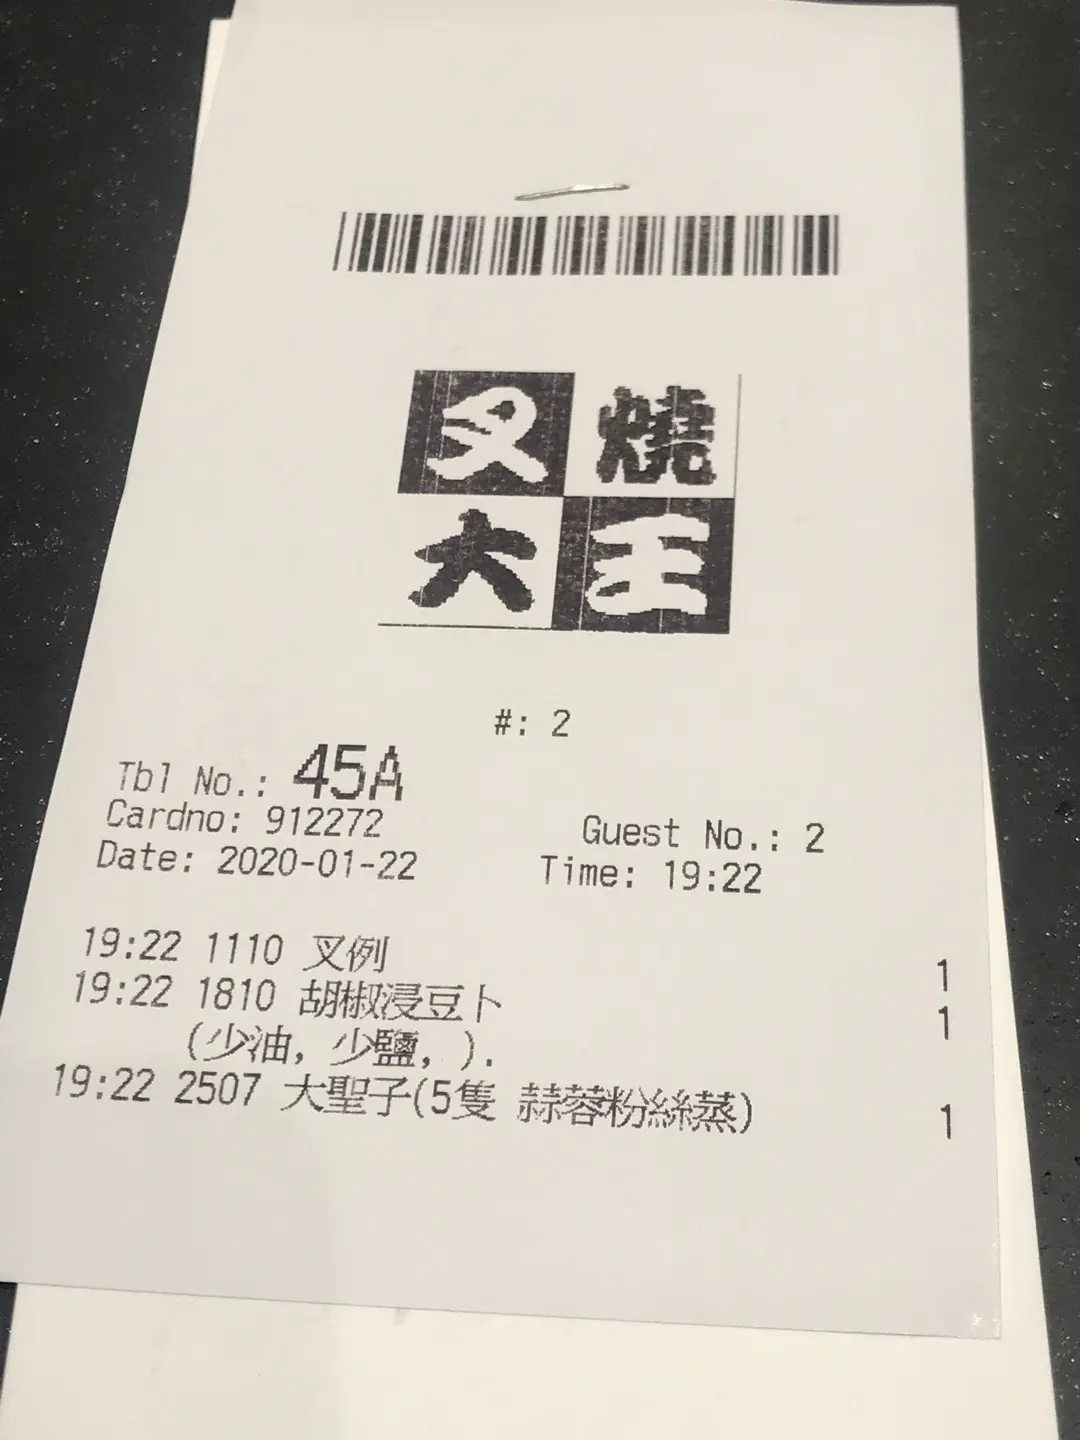 叉燒
大王
#: 2
Tbl No.: 45A
Cardno: 912272
Guest No.: 2
Date: 2020-01-22
Time: 19:22
19:22 1110 叉例 1
19:22 1810 胡椒浸豆卜 1
(少油, 少鹽, ).
19:22 2507 大聖子(5隻 蒜蓉粉絲蒸) 1